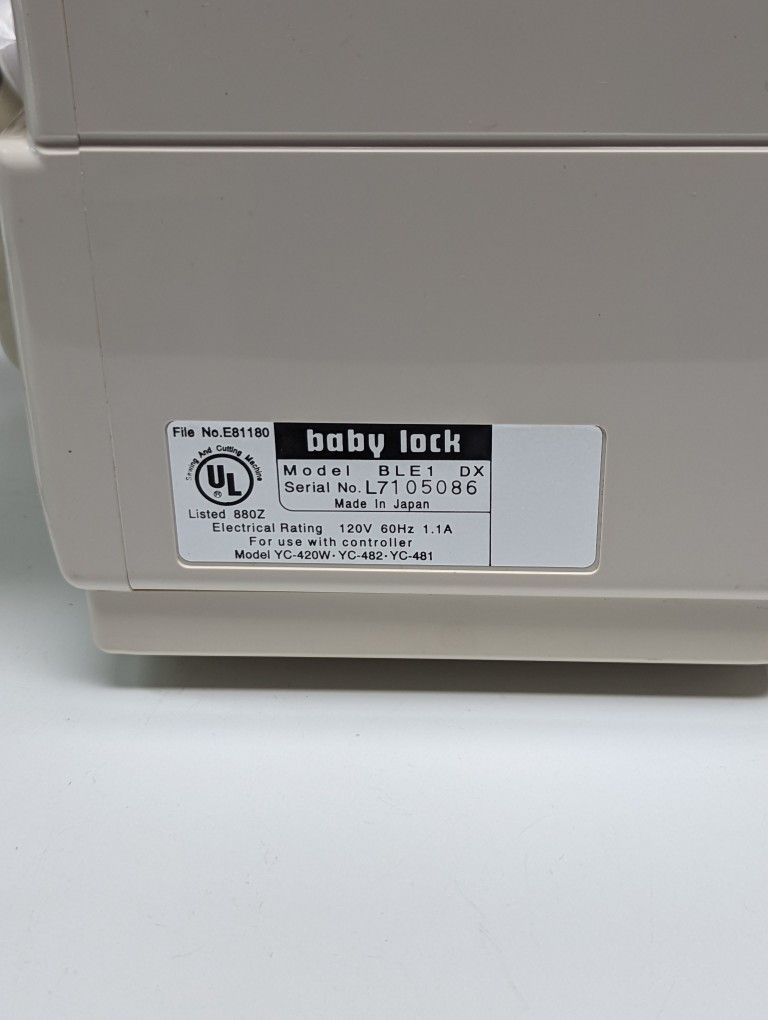 File No.E81180
baby lock
Sewing And Cutting Machine
UL
®
Listed 880Z
Model BLE1 DX
Serial No. L7105086
Made In Japan
Electrical Rating 120V 60Hz 1.1A
For use with controller
Model YC-420W·YC-482·YC-481